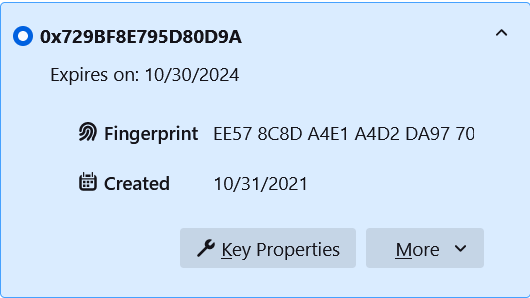 0x729BF8E795D80D9A
Expires on: 10/30/2024
Fingerprint EE57 8C8D A4E1 A4D2 DA97 70
Created 10/31/2021
Key Properties More